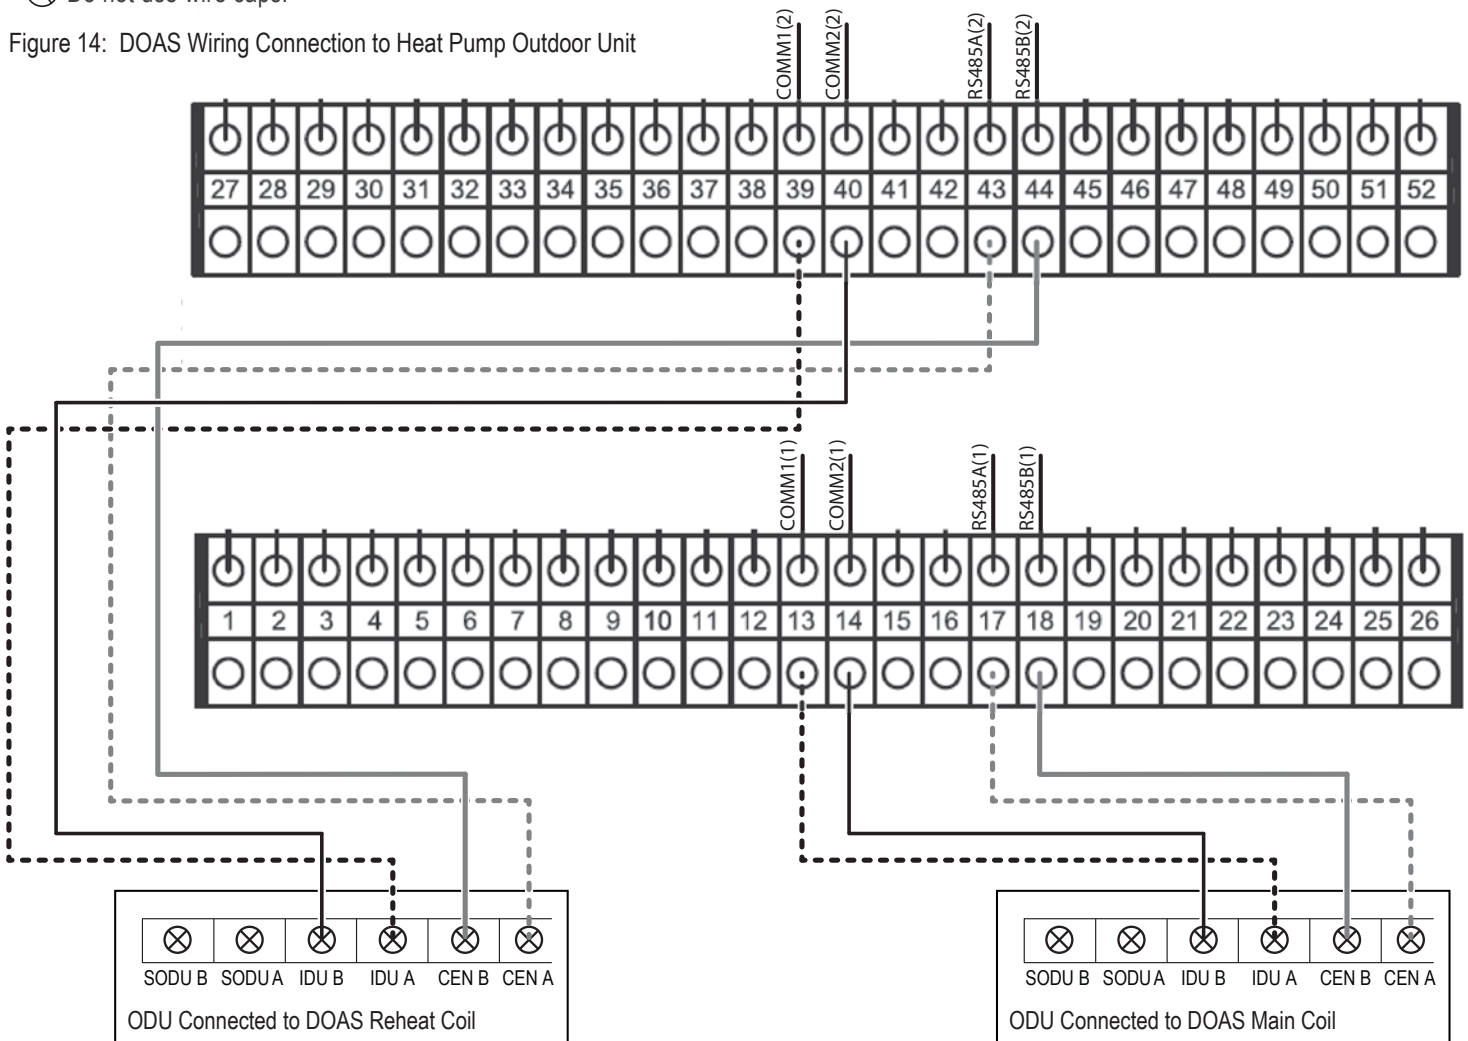 Figure 14: DOAS Wiring Connection to Heat Pump Outdoor Unit
COMM1(2)
COMM2(2)
RS485A(2)
RS485B(2)
27 28 29 30 31 32 33 34 35 36 37 38 39 40 41 42 43 44 45 46 47 48 49 50 51 52
COMM1(1)
COMM2(1)
RS485A(1)
RS485B(1)
1 2 3 4 5 6 7 8 9 10 11 12 13 14 15 16 17 18 19 20 21 22 23 24 25 26
SODU B SODU A IDU B IDU A CEN B CEN A
ODU Connected to DOAS Reheat Coil
SODU B SODU A IDU B IDU A CEN B CEN A
ODU Connected to DOAS Main Coil